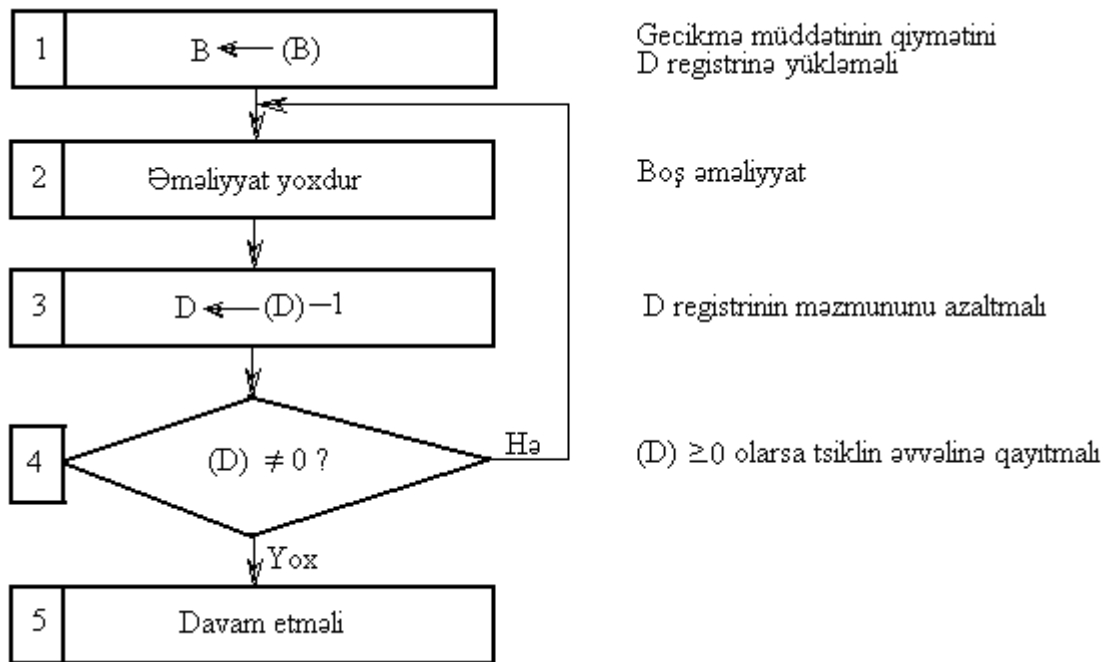 1
B ← (B)
Gecikmə müddətinin qiymətini
D registrinə yükləməli
2
Əməliyyat yoxdur
Boş əməliyyat
3
D ← (D) −1
D registrinin məzmununu azaltmalı
4
(D) ≠ 0 ?
Hə
(D) ≥0 olarsa tsiklin əvvəlinə qayıtmalı
Yox
5
Davam etməli